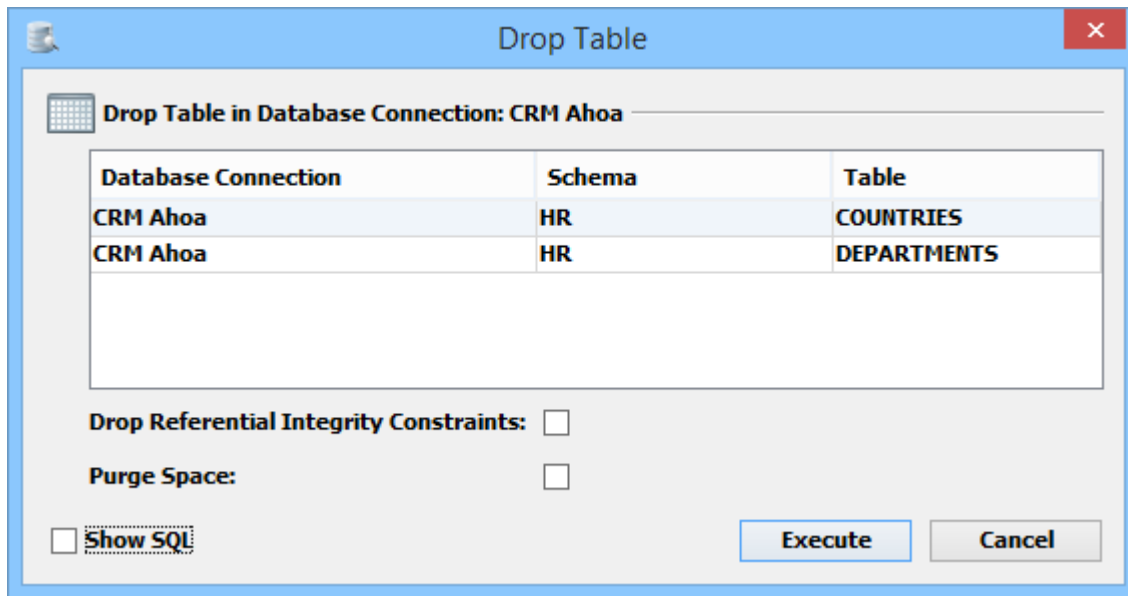 Drop Table
Drop Table in Database Connection: CRM Ahoa
Database Connection Schema Table
CRM Ahoa HR COUNTRIES
CRM Ahoa HR DEPARTMENTS
Drop Referential Integrity Constraints:
Purge Space:
Show SQL Execute Cancel